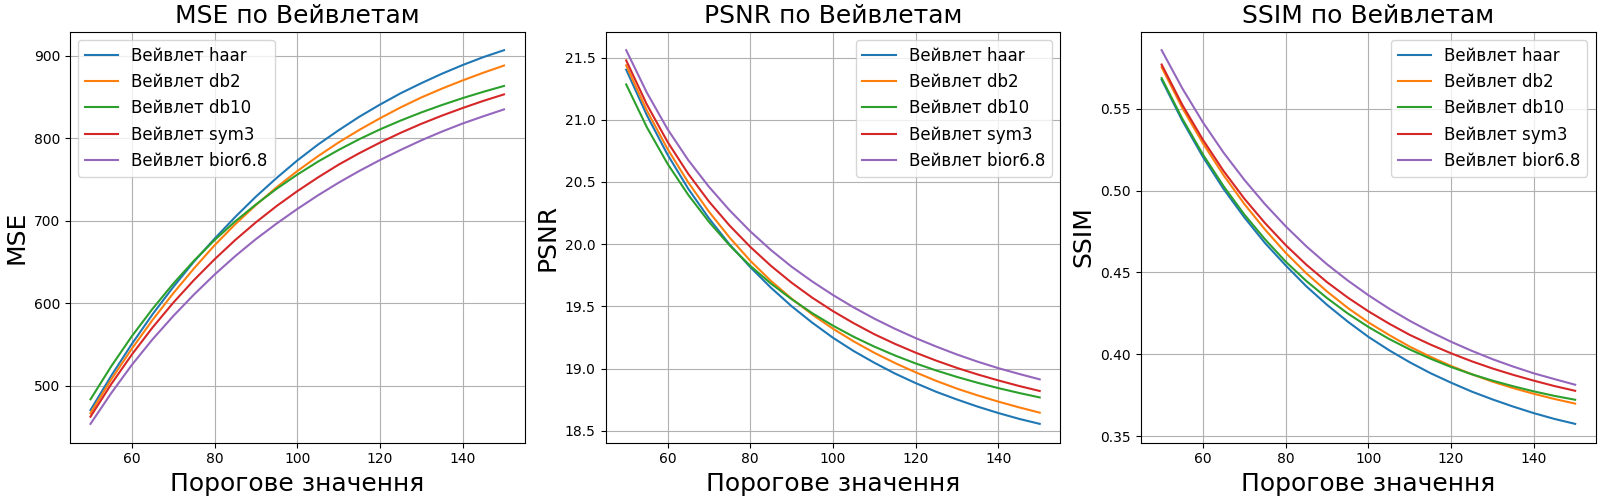 MSE по Вейвлетам
MSE
900
800
700
600
500
Вейвлет haar
Вейвлет db2
Вейвлет db10
Вейвлет sym3
Вейвлет bior6.8
60 80 100 120 140
Порогове значення
PSNR по Вейвлетам
PSNR
21.5
21.0
20.5
20.0
19.5
19.0
18.5
Вейвлет haar
Вейвлет db2
Вейвлет db10
Вейвлет sym3
Вейвлет bior6.8
60 80 100 120 140
Порогове значення
SSIM по Вейвлетам
SSIM
0.55
0.50
0.45
0.40
0.35
Вейвлет haar
Вейвлет db2
Вейвлет db10
Вейвлет sym3
Вейвлет bior6.8
60 80 100 120 140
Порогове значення